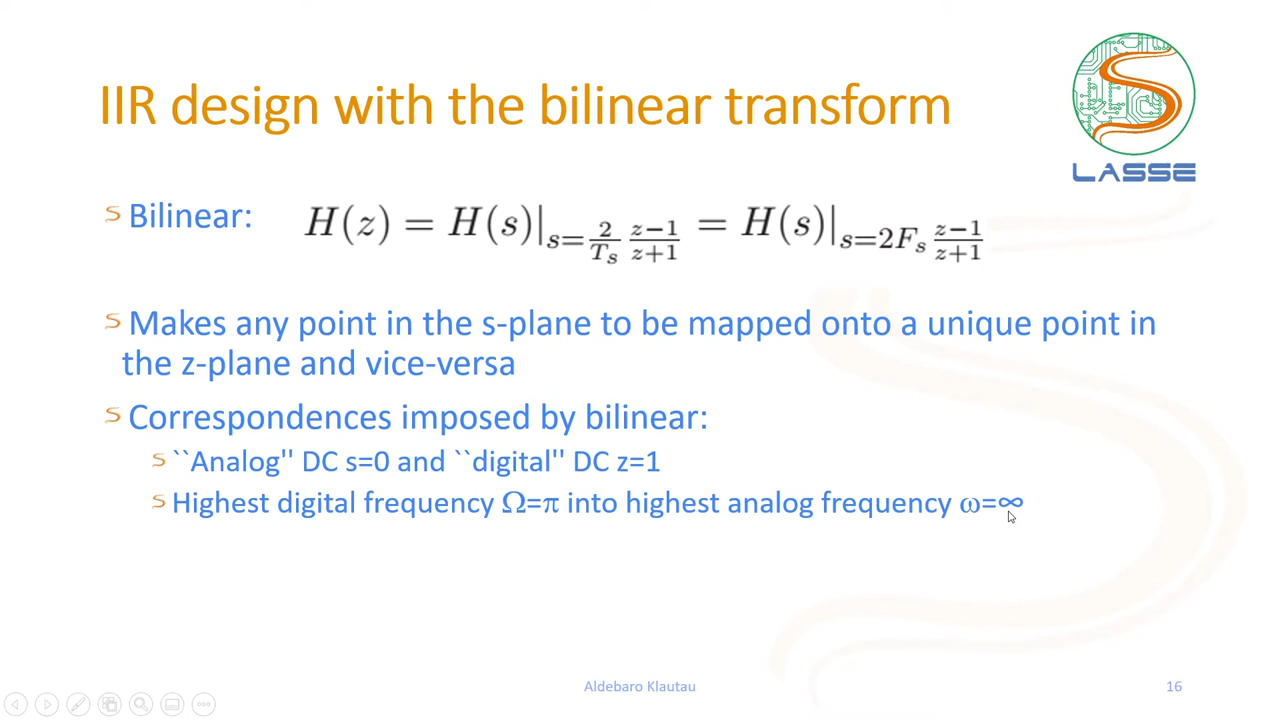 IIR design with the bilinear transform
LASSE
Bilinear: H(z) = H(s)|_{s=\frac{2}{T_s}\frac{z-1}{z+1}} = H(s)|_{s=2F_s\frac{z-1}{z+1}}
Makes any point in the s-plane to be mapped onto a unique point in
the z-plane and vice-versa
Correspondences imposed by bilinear:
``Analog'' DC s=0 and ``digital'' DC z=1
Highest digital frequency Ω=π into highest analog frequency ω=∞
Aldebaro Klautau
16